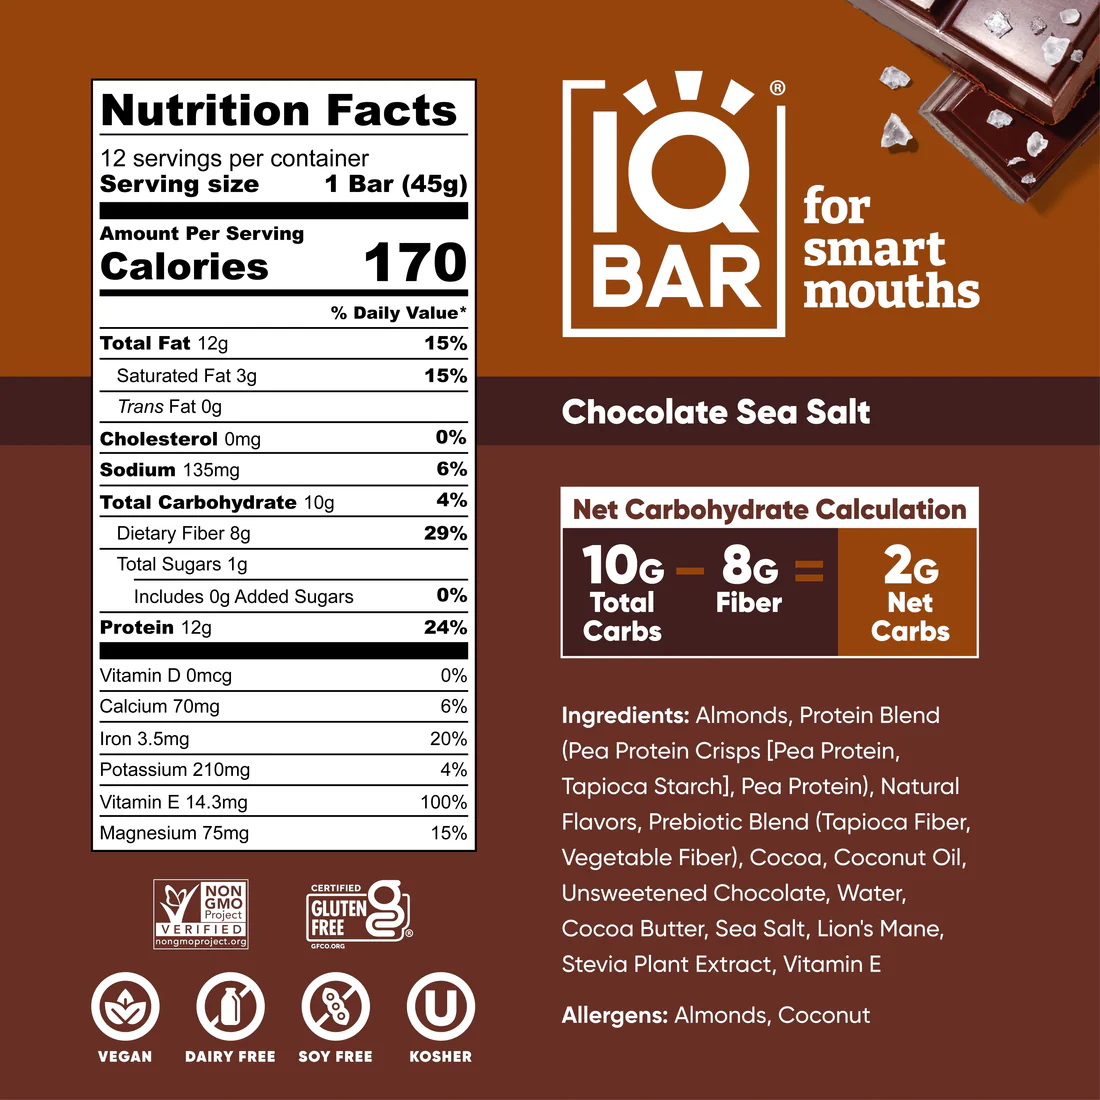 Nutrition Facts
12 servings per container
Serving size 1 Bar (45g)
Amount Per Serving
Calories 170
% Daily Value*
Total Fat 12g 15%
Saturated Fat 3g 15%
Trans Fat 0g
Cholesterol 0mg 0%
Sodium 135mg 6%
Total Carbohydrate 10g 4%
Dietary Fiber 8g 29%
Total Sugars 1g
Includes 0g Added Sugars 0%
Protein 12g 24%
Vitamin D 0mcg 0%
Calcium 70mg 6%
Iron 3.5mg 20%
Potassium 210mg 4%
Vitamin E 14.3mg 100%
Magnesium 75mg 15%
NON
GMO
Project
VERIFIED
nongmoproject.org
CERTIFIED
GLUTEN
FREE
g
®
GFCO.ORG
U
VEGAN
DAIRY FREE
SOY FREE
KOSHER
IQ
BAR
®
for
smart
mouths
Chocolate Sea Salt
Net Carbohydrate Calculation
10G – 8G = 2G
Total Fiber Net
Carbs Carbs
Ingredients: Almonds, Protein Blend
(Pea Protein Crisps [Pea Protein,
Tapioca Starch], Pea Protein), Natural
Flavors, Prebiotic Blend (Tapioca Fiber,
Vegetable Fiber), Cocoa, Coconut Oil,
Unsweetened Chocolate, Water,
Cocoa Butter, Sea Salt, Lion's Mane,
Stevia Plant Extract, Vitamin E
Allergens: Almonds, Coconut